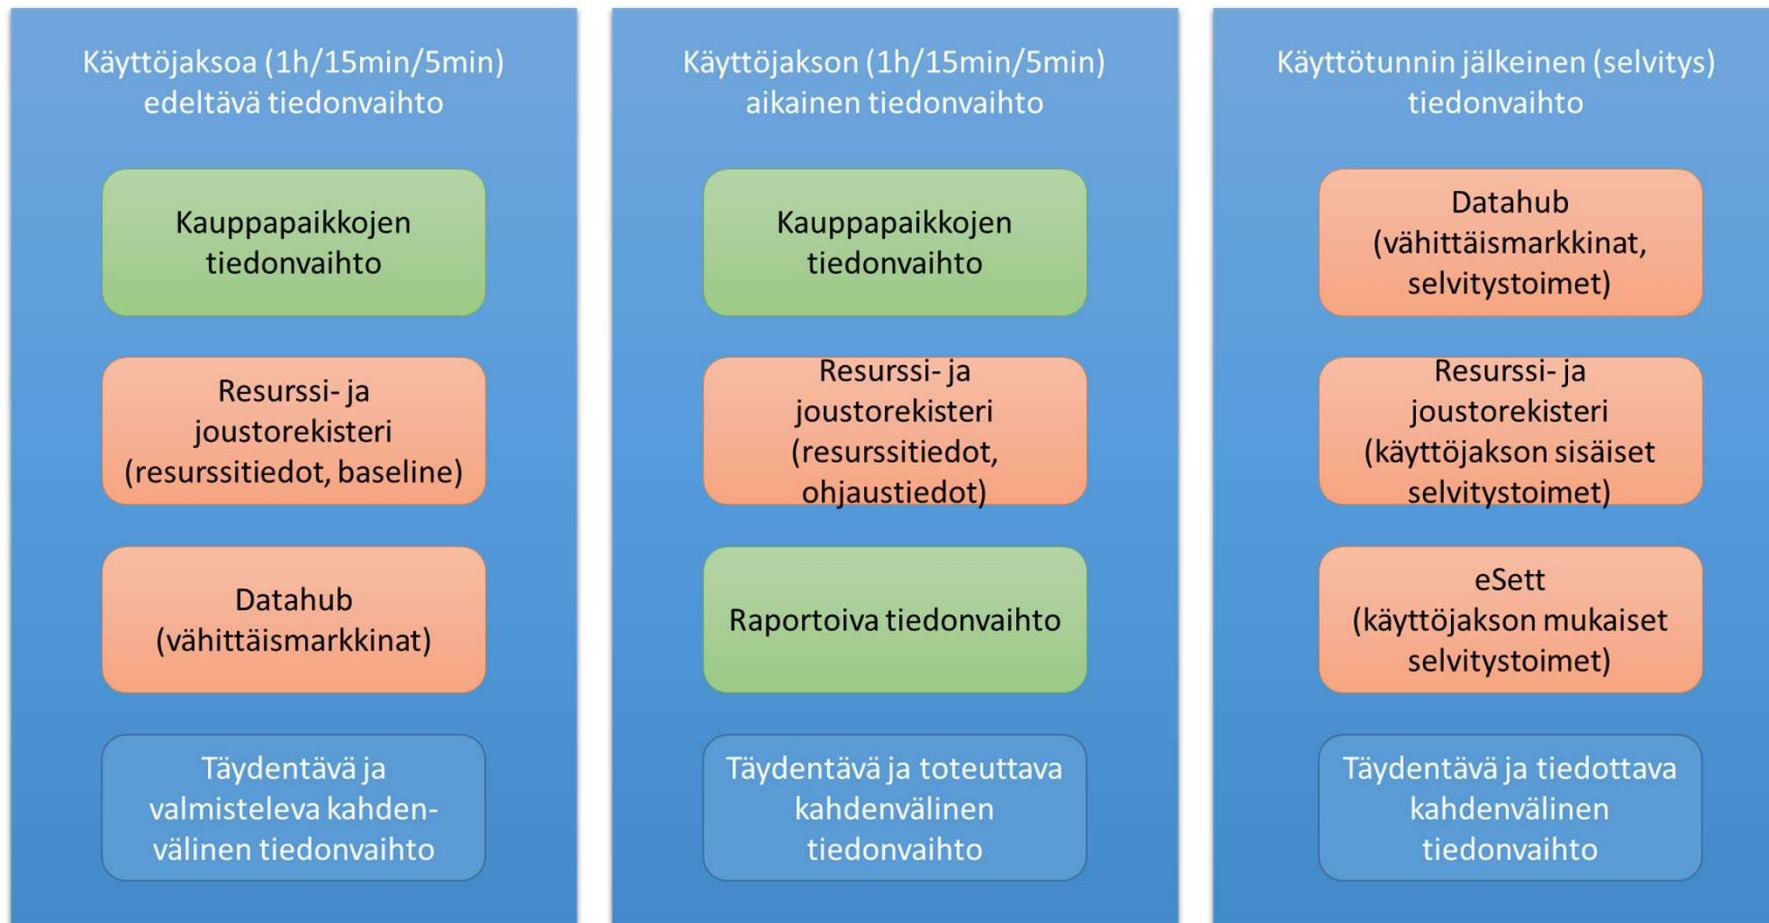 Käyttöjaksoa (1h/15min/5min)
edeltävä tiedonvaihto
Kauppapaikkojen
tiedonvaihto
Resurssi- ja
joustorekisteri
(resurssitiedot, baseline)
Datahub
(vähittäismarkkinat)
Täydentävä ja
valmisteleva kahden-
välinen tiedonvaihto
Käyttöjakson (1h/15min/5min)
aikainen tiedonvaihto
Kauppapaikkojen
tiedonvaihto
Resurssi- ja
joustorekisteri
(resurssitiedot,
ohjaustiedot)
Raportoiva tiedonvaihto
Täydentävä ja toteuttava
kahdenvälinen
tiedonvaihto
Käyttötunnin jälkeinen (selvitys)
tiedonvaihto
Datahub
(vähittäismarkkinat,
selvitystoimet)
Resurssi- ja
joustorekisteri
(käyttöjakson sisäiset
selvitystoimet)
eSett
(käyttöjakson mukaiset
selvitystoimet)
Täydentävä ja tiedottava
kahdenvälinen
tiedonvaihto